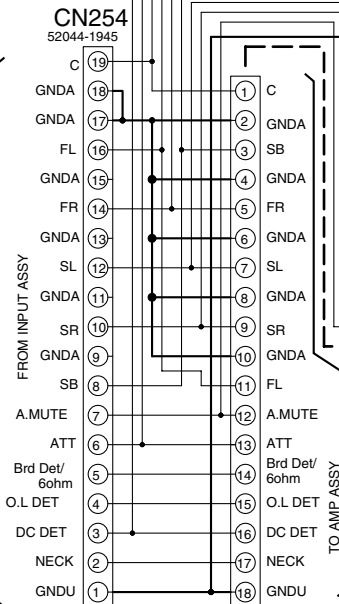 CN254
52044-1945
C 19
GNDA 18
GNDA 17
FL 16
GNDA 15
FR 14
GNDA 13
SL 12
GNDA 11
SR 10
GNDA 9
SB 8
A.MUTE 7
ATT 6
Brd Det/
6ohm 5
O.L DET 4
DC DET 3
NECK 2
GNDU 1
FROM INPUT ASSY
1 C
2 GNDA
3 SB
4 GNDA
5 FR
6 GNDA
7 SL
8 GNDA
9 SR
10 GNDA
11 FL
12 A.MUTE
13 ATT
14 Brd Det/
6ohm
15 O.L DET
16 DC DET
17 NECK
18 GNDU
TO AMP ASSY